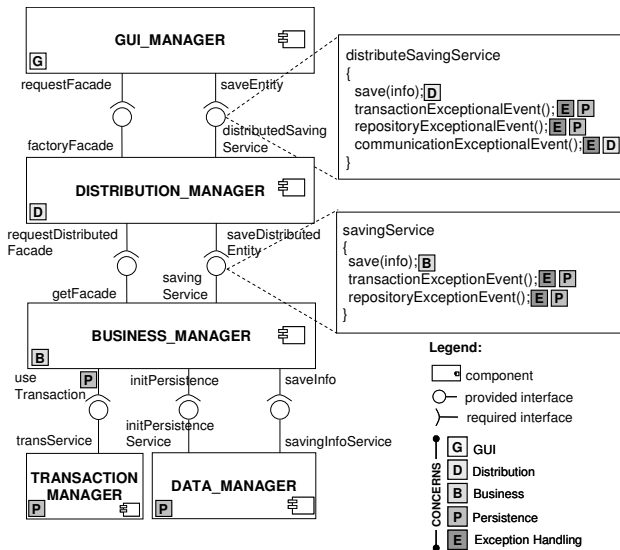 GUI_MANAGER
G
requestFacade
saveEntity
factoryFacade
distributedSaving
Service
distributeSavingService
{
save(info); D
transactionExceptionalEvent(); E P
repositoryExceptionalEvent(); E P
communicationExceptionalEvent(); E D
}
DISTRIBUTION_MANAGER
D
requestDistributed
Facade
saveDistributed
Entity
getFacade
saving
Service
savingService
{
save(info); B
transactionExceptionEvent(); E P
repositoryExceptionEvent(); E P
}
BUSINESS_MANAGER
B
P
use
Transaction
initPersistence
saveInfo
transService
initPersistence
Service
savingInfoService
TRANSACTION
MANAGER
P
DATA_MANAGER
P
Legend:
component
provided interface
required interface
CONCERNS
G GUI
D Distribution
B Business
P Persistence
E Exception Handling